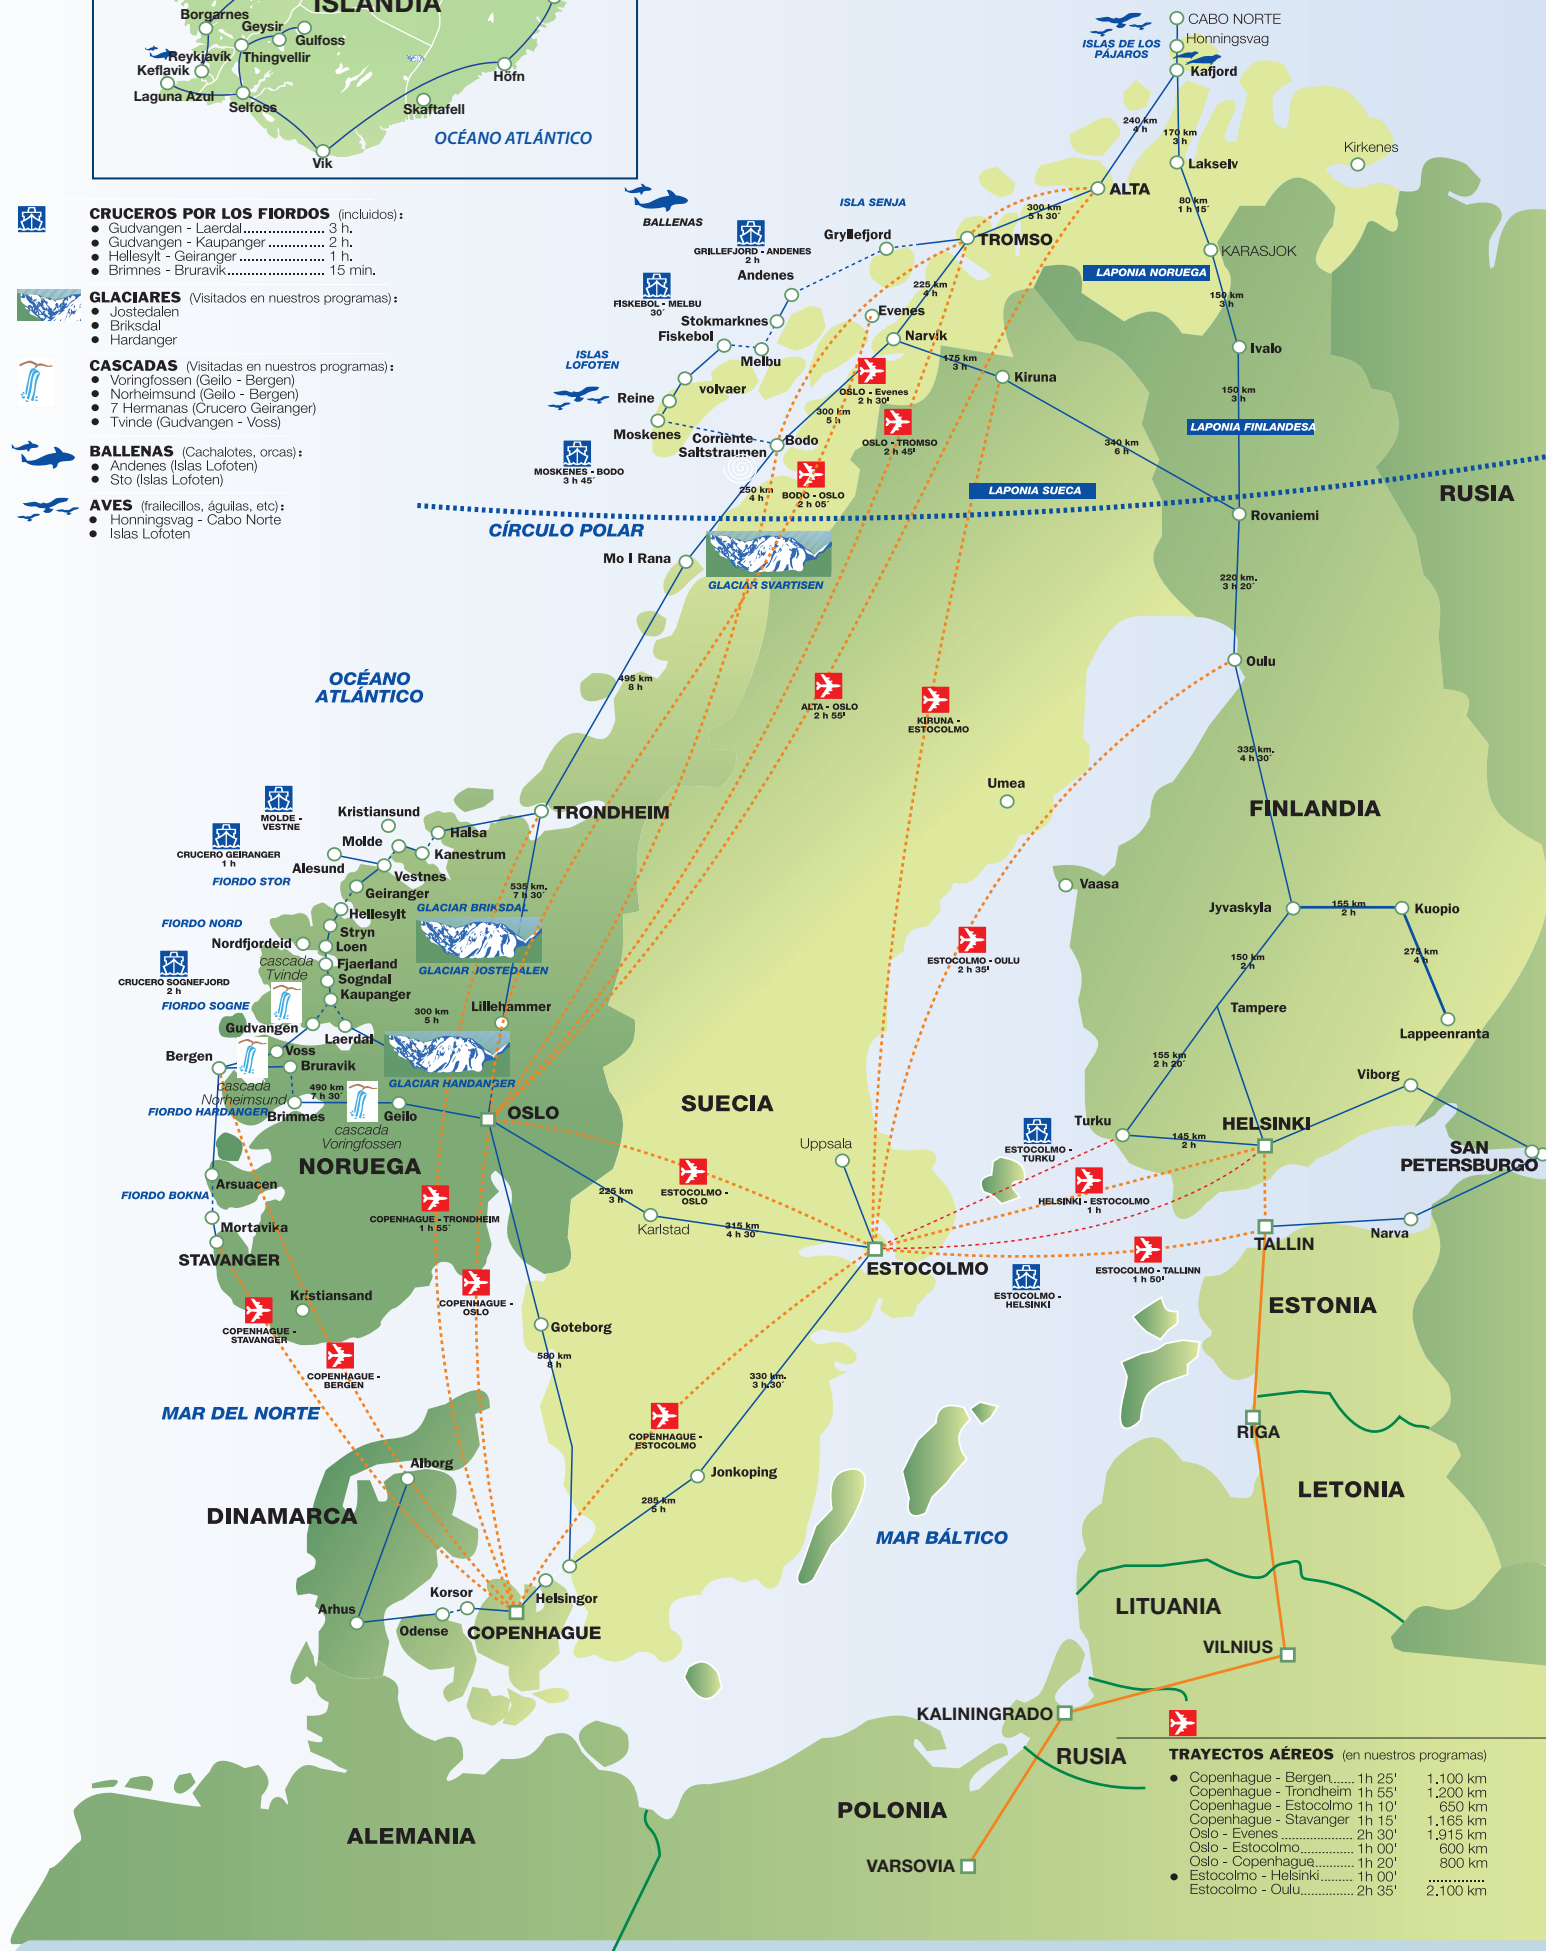 ISLANDIA
Borgarnes
Geysir
Gulfoss
Reykjavík
Thingvellir
Keflavik
Laguna Azul
Selfoss
Höfn
Skaftafell
OCÉANO ATLÁNTICO
Vik
CRUCEROS POR LOS FIORDOS (incluidos):
● Gudvangen - Laerdal............... 3 h.
● Gudvangen - Kaupanger .......... 2 h.
● Hellesylt - Geiranger ............... 1 h.
● Brimnes - Bruravik................. 15 min.
GLACIARES (Visitados en nuestros programas):
● Jostedalen
● Briksdal
● Hardanger
CASCADAS (Visitadas en nuestros programas):
● Voringfossen (Geilo - Bergen)
● Norheimsund (Geilo - Bergen)
● 7 Hermanas (Crucero Geiranger)
● Tvinde (Gudvangen - Voss)
BALLENAS (Cachalotes, orcas):
● Andenes (Islas Lofoten)
● Sto (Islas Lofoten)
AVES (frailecillos, águilas, etc):
● Honningsvag - Cabo Norte
● Islas Lofoten
CABO NORTE
Honningsvag
ISLAS DE LOS
PÁJAROS
Kafjord
240 km
4 h
170 km
3 h
Lakselv
Kirkenes
ALTA
80 km
1 h 15´
300 km
5 h 30´
BALLENAS
ISLA SENJA
Gryllefjord
TROMSO
KARASJOK
GRILLEFJORD - ANDENES
2 h
Andenes
LAPONIA NORUEGA
225 km
4 h
150 km
3 h
FISKEBOL - MELBU
30´
Stokmarknes
Evenes
Fiskebol
Narvik
Melbu
Ivalo
ISLAS
LOFOTEN
175 km
3 h
Kiruna
volvaer
Reine
OSLO - Evenes
2 h 30'
150 km
3 h
300 km
5 h
LAPONIA FINLANDESA
Moskenes
Corriente
Saltstraumen
Bodo
OSLO - TROMSO
2 h 45'
340 km
6 h
MOSKENES - BODO
3 h 45´
250 km
4 h
BODO - OSLO
2 h 05´
LAPONIA SUECA
RUSIA
CÍRCULO POLAR
Rovaniemi
Mo I Rana
GLACIAR SVARTISEN
220 km.
3 h 20´
Oulu
OCÉANO
ATLÁNTICO
495 km
8 h
ALTA - OSLO
2 h 55'
KIRUNA -
ESTOCOLMO
335 km.
4 h 30´
Umea
FINLANDIA
MOLDE -
VESTNE
Kristiansund
TRONDHEIM
CRUCERO GEIRANGER
1 h
Molde
Halsa
Kanestrum
Alesund
Vestnes
FIORDO STOR
Geiranger
535 km.
7 h 30´
Vaasa
Hellesylt
GLACIAR BRIKSDAL
Jyvaskyla
155 km
2 h
Kuopio
FIORDO NORD
Stryn
Nordfjordeid
Loen
cascada
Tvinde
Fjaerland
GLACIAR JOSTEDALEN
Sogndal
CRUCERO SOGNEFJORD
2 h
Kaupanger
ESTOCOLMO - OULU
2 h 35'
150 km
2 h
275 km
4 h
FIORDO SOGNE
Lillehammer
300 km
5 h
Tampere
Lappeenranta
Gudvangen
Laerdal
Voss
Bergen
Bruravik
155 km
2 h 20´
Viborg
cascada
Norheimsund
GLACIAR HANDANGER
490 km
7 h 30´
FIORDO HARDANGER
Brimmes
Geilo
OSLO
SUECIA
cascada
Voringfossen
Turku
HELSINKI
145 km
2 h
ESTOCOLMO -
TURKU
Uppsala
SAN
PETERSBURGO
NORUEGA
Arsuacen
FIORDO BOKNA
ESTOCOLMO -
OSLO
225 km
3 h
HELSINKI - ESTOCOLMO
1 h
COPENHAGUE - TRONDHEIM
1 h 55´
Mortavika
Karlstad
315 km
4 h 30
Narva
STAVANGER
TALLIN
ESTOCOLMO
ESTOCOLMO - TALLINN
1 h 50'
Kristiansand
ESTOCOLMO -
HELSINKI
COPENHAGUE -
OSLO
ESTONIA
COPENHAGUE -
STAVANGER
Goteborg
580 km
8 h
COPENHAGUE -
BERGEN
330 km.
3 h.30´
MAR DEL NORTE
COPENHAGUE -
ESTOCOLMO
RIGA
Alborg
Jonkoping
LETONIA
285 km
5 h
DINAMARCA
MAR BÁLTICO
Korsor
Helsingor
Arhus
Odense
COPENHAGUE
LITUANIA
VILNIUS
KALININGRADO
RUSIA
POLONIA
ALEMANIA
VARSOVIA
TRAYECTOS AÉREOS (en nuestros programas)
● Copenhague - Bergen...... 1h 25' 1.100 km
Copenhague - Trondheim 1h 55' 1.200 km
Copenhague - Estocolmo 1h 10' 650 km
Copenhague - Stavanger 1h 15' 1.165 km
Oslo - Evenes .................. 2h 30' 1.915 km
Oslo - Estocolmo............. 1h 00' 600 km
Oslo - Copenhague.......... 1h 20' 800 km
● Estocolmo - Helsinki........ 1h 00' ............
Estocolmo - Oulu............. 2h 35' 2.100 km